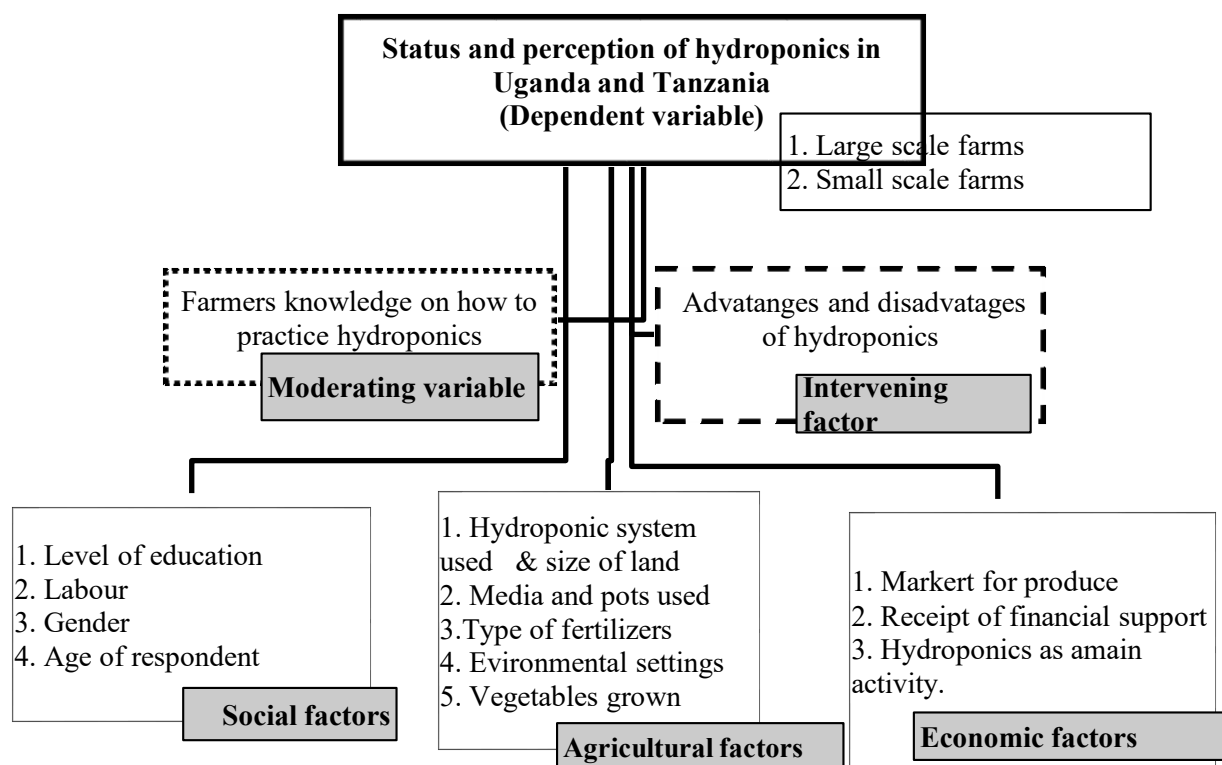 Status and perception of hydroponics in
Uganda and Tanzania
(Dependent variable)
1. Large scale farms
2. Small scale farms
Farmers knowledge on how to
practice hydroponics
Moderating variable
Advatanges and disadvatages
of hydroponics
Intervening
factor
1. Level of education
2. Labour
3. Gender
4. Age of respondent
Social factors
1. Hydroponic system
used & size of land
2. Media and pots used
3.Type of fertilizers
4. Evironmental settings
5. Vegetables grown
Agricultural factors
1. Markert for produce
2. Receipt of financial support
3. Hydroponics as amain
activity.
Economic factors